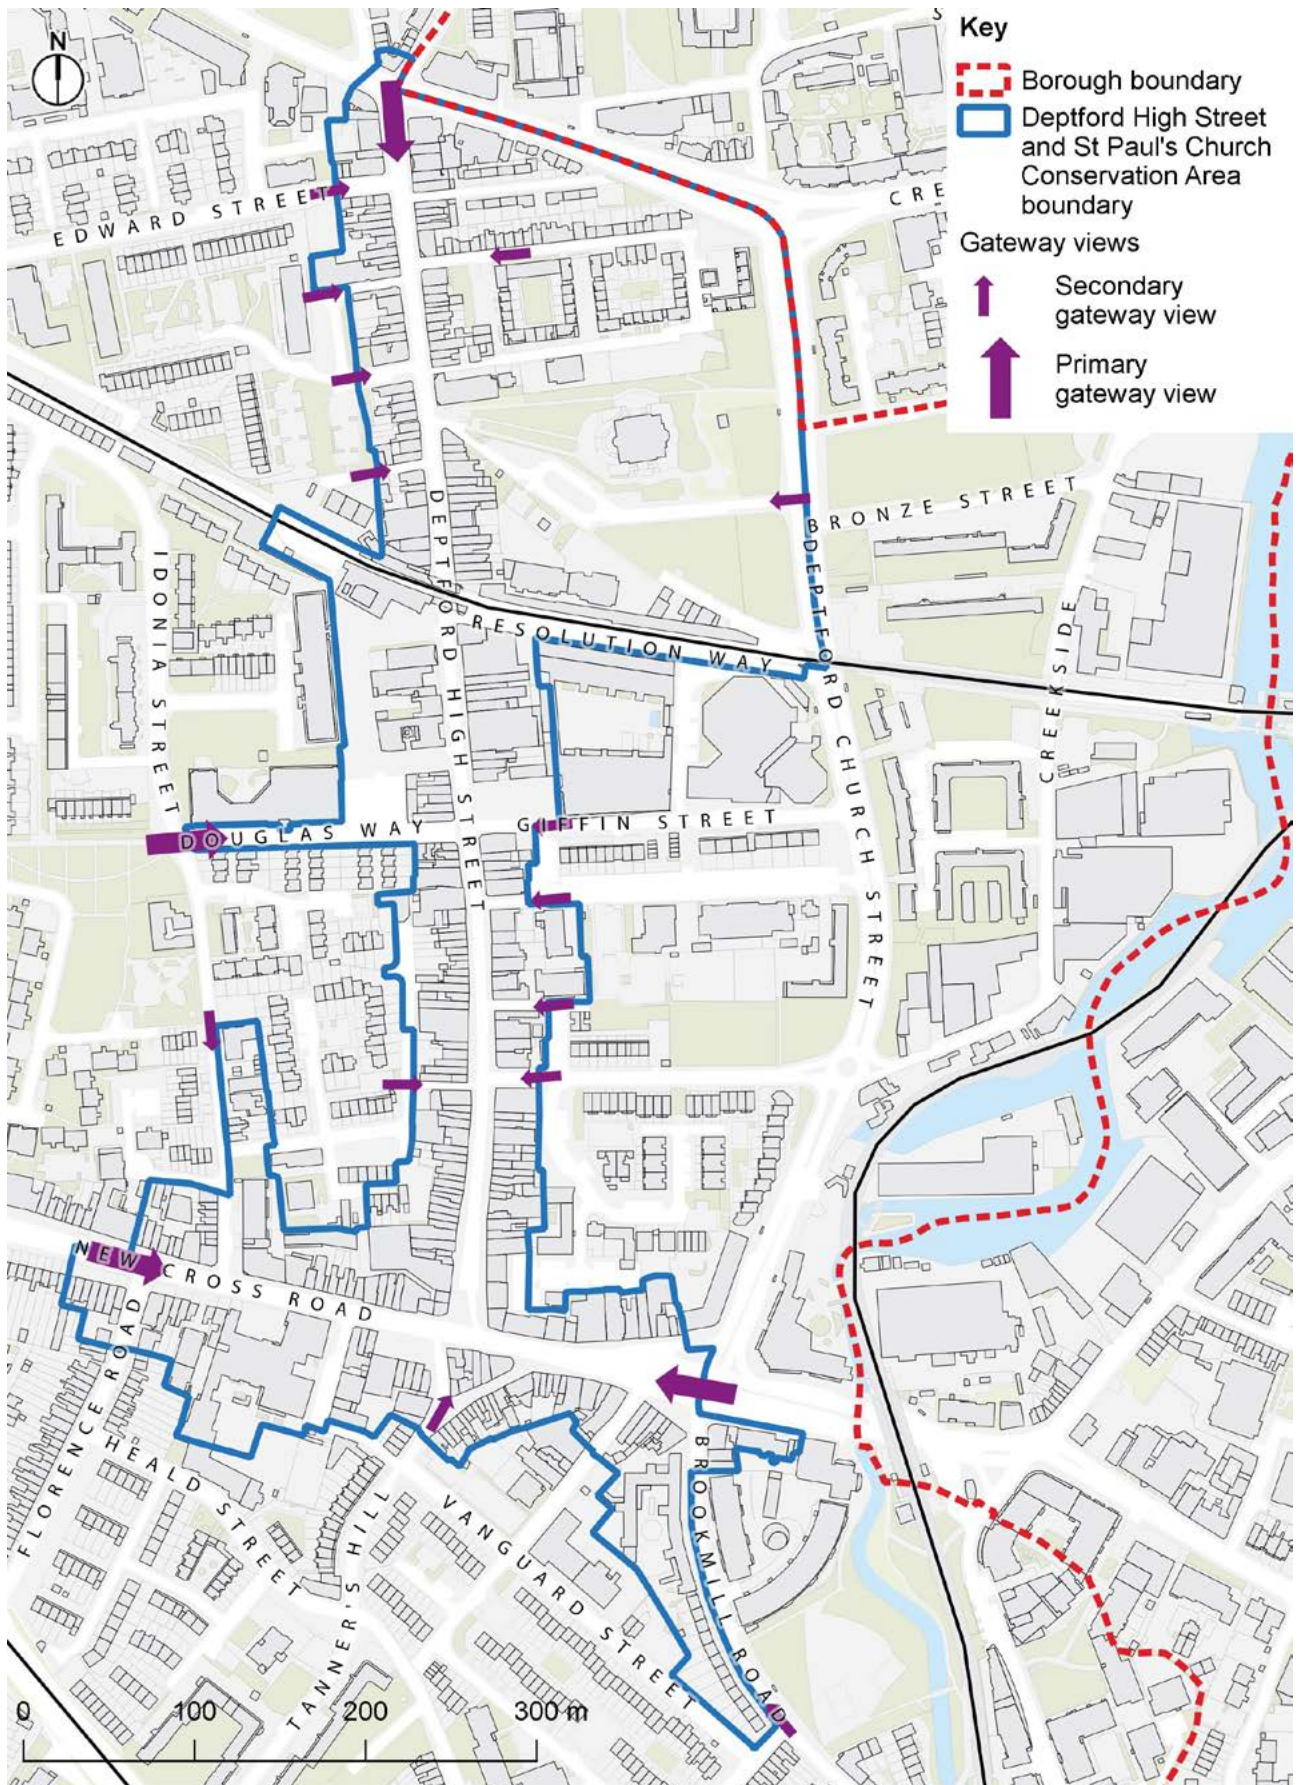 N
Key
Borough boundary
Deptford High Street
and St Paul's Church
Conservation Area
boundary
Gateway views
Secondary
gateway view
Primary
gateway view
S
CRE
EDWARD STREET
BRONZE STREET
DEPTFORD HIGH STREET
IDONIA STREET
RESOLUTION WAY
DEPTFORD CHURCH STREET
CREEKSIDE
DOUGLAS WAY
GIFFIN STREET
NEW CROSS ROAD
FLORENCE ROAD
HEALD STREET
TANNER'S HILL
VANGUARD STREET
BROOKMILL ROAD
0 100 200 300 m